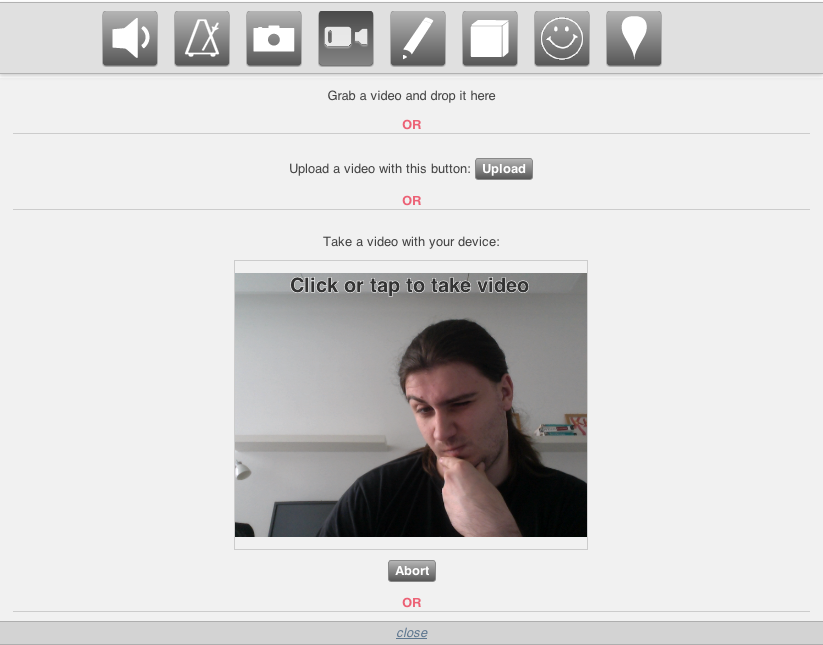 Grab a video and drop it here
OR
Upload a video with this button: Upload
OR
Take a video with your device:
Click or tap to take video
Abort
OR
close